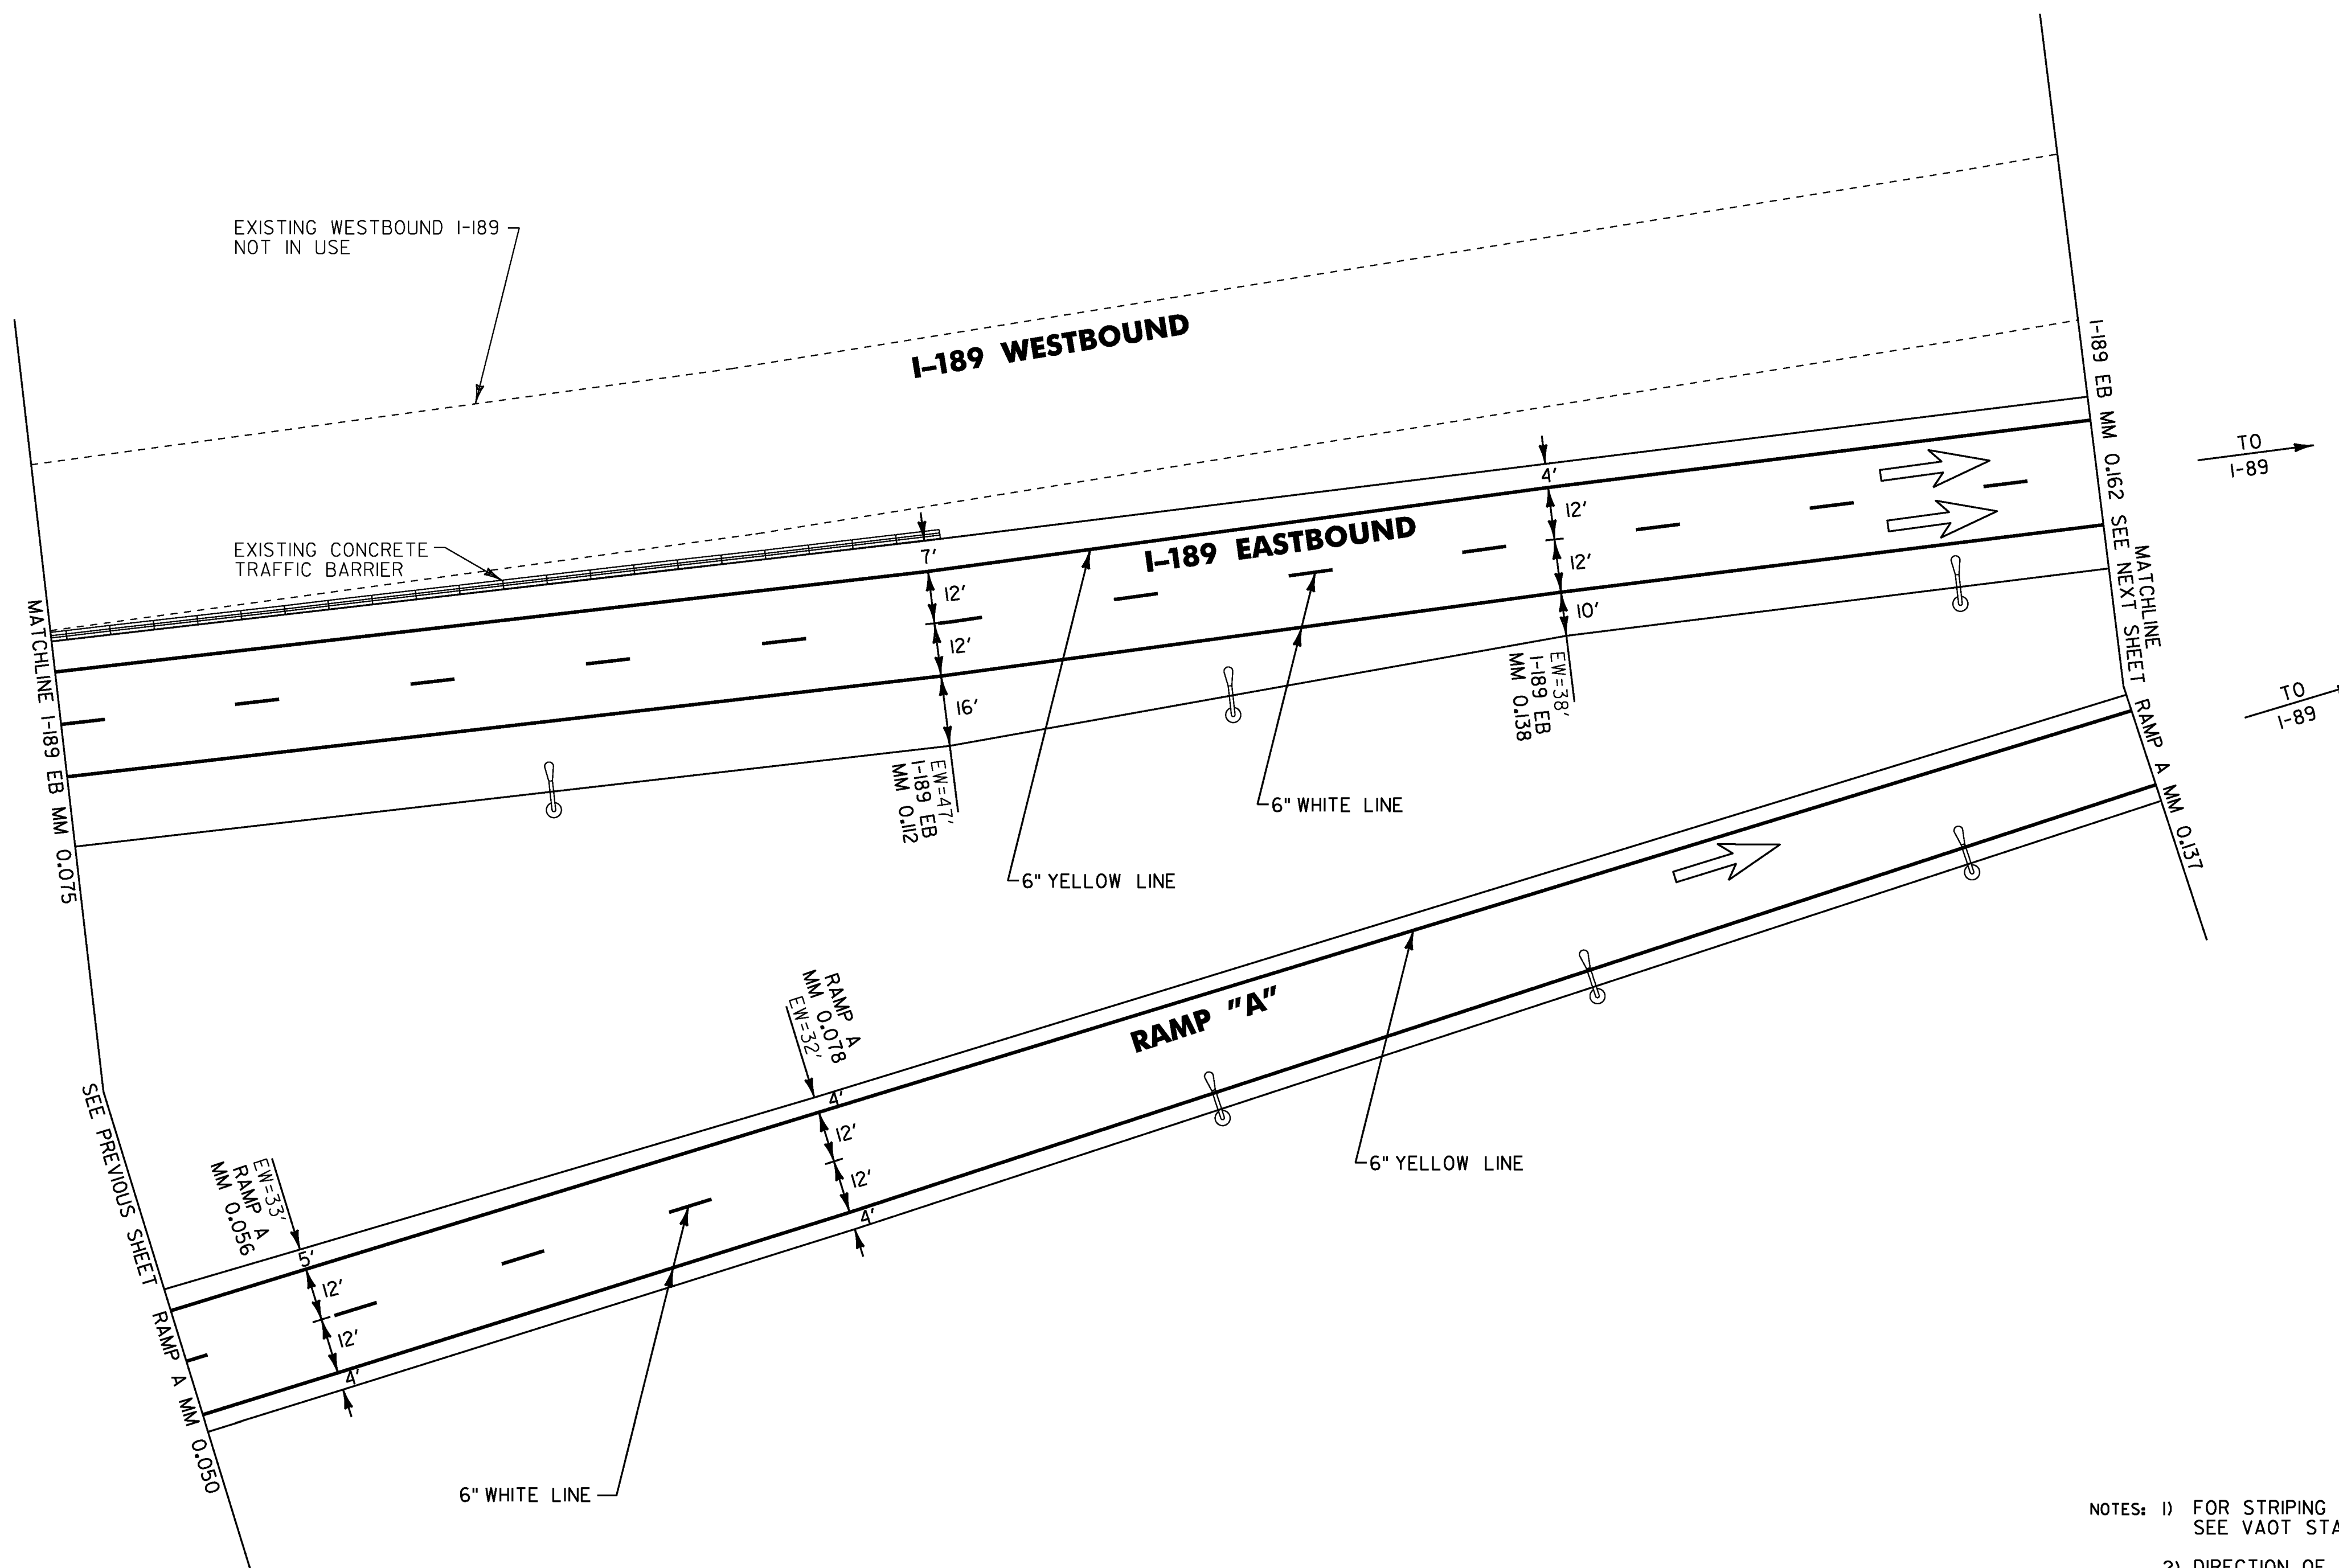 EXISTING WESTBOUND I-189
NOT IN USE
I-189 WESTBOUND
EXISTING CONCRETE
TRAFFIC BARRIER
7'
12'
12'
16'
EW=47'
I-189 EB
MM 0.112
I-189 EASTBOUND
4'
12'
12'
10'
EW=38'
I-189 EB
MM 0.138
6" WHITE LINE
6" YELLOW LINE
MATCHLINE I-189 EB MM 0.075
SEE PREVIOUS SHEET
RAMP A MM 0.050
I-189 EB MM 0.162
MATCHLINE
SEE NEXT SHEET
RAMP A MM 0.137
TO
I-89
TO
I-89
RAMP A
MM 0.078
EW=32'
4'
12'
12'
4'
RAMP "A"
6" YELLOW LINE
EW=33'
RAMP A
MM 0.056
5'
12'
12'
4'
6" WHITE LINE
NOTES: 1) FOR STRIPING
SEE VAOT STA
2) DIRECTION OF